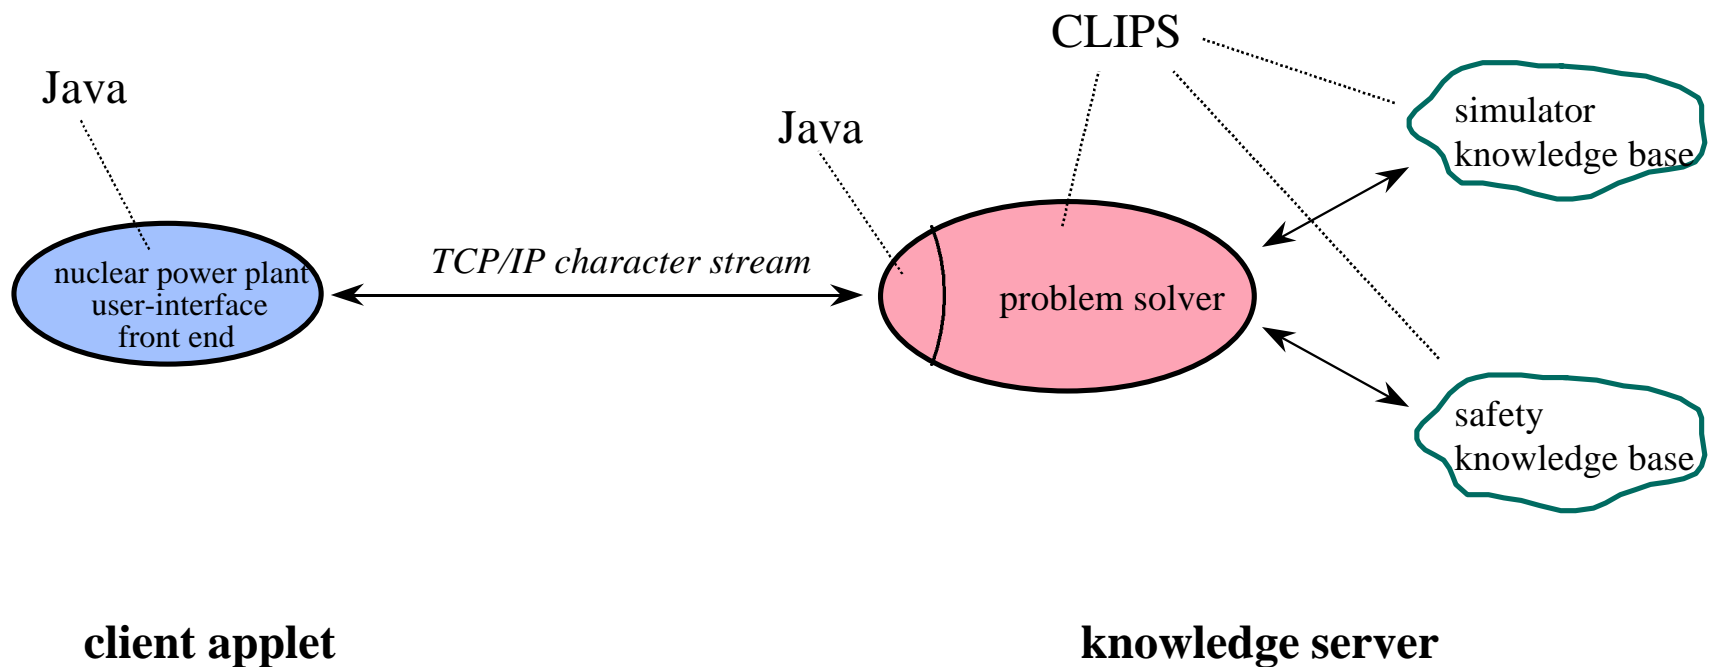 CLIPS
Java
Java
simulator
knowledge base
nuclear power plant
user-interface
front end
TCP/IP character stream
problem solver
safety
knowledge base
client applet
knowledge server